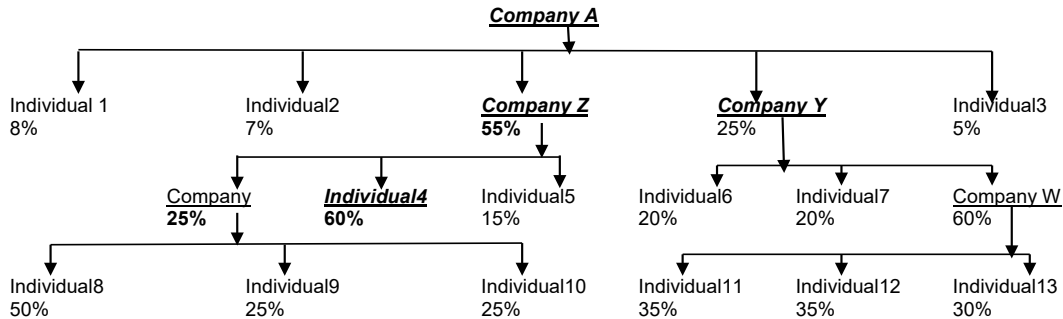 Company A
Individual 1 Individual2 Company Z Company Y Individual3
8% 7% 55% 25% 5%
Company Individual4 Individual5 Individual6 Individual7 Company W
25% 60% 15% 20% 20% 60%
Individual8 Individual9 Individual10 Individual11 Individual12 Individual13
50% 25% 25% 35% 35% 30%